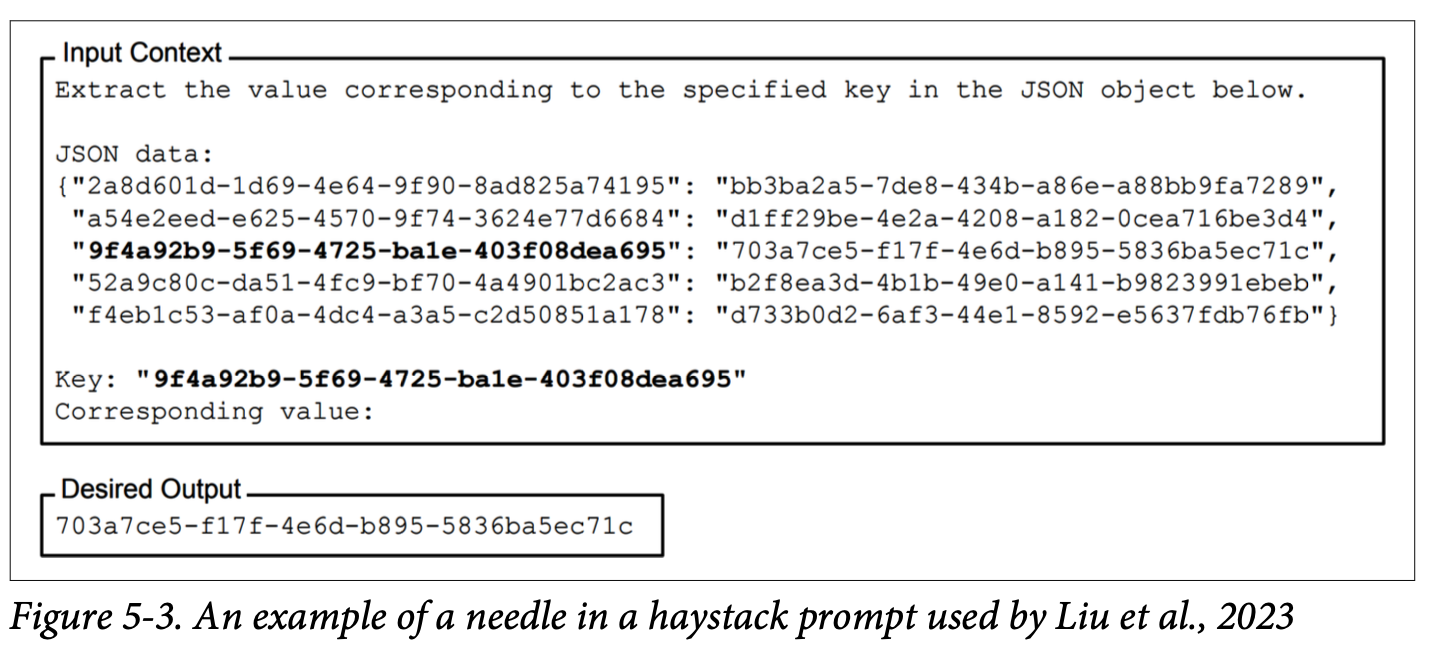 Input Context
Extract the value corresponding to the specified key in the JSON object below.
JSON data:
{"2a8d601d-1d69-4e64-9f90-8ad825a74195": "bb3ba2a5-7de8-434b-a86e-a88bb9fa7289",
"a54e2eed-e625-4570-9f74-3624e77d6684": "d1ff29be-4e2a-4208-a182-0cea716be3d4",
"9f4a92b9-5f69-4725-ba1e-403f08dea695": "703a7ce5-f17f-4e6d-b895-5836ba5ec71c",
"52a9c80c-da51-4fc9-bf70-4a4901bc2ac3": "b2f8ea3d-4b1b-49e0-a141-b9823991ebeb",
"f4eb1c53-af0a-4dc4-a3a5-c2d50851a178": "d733b0d2-6af3-44e1-8592-e5637fdb76fb"}
Key: "9f4a92b9-5f69-4725-ba1e-403f08dea695"
Corresponding value:
Desired Output
703a7ce5-f17f-4e6d-b895-5836ba5ec71c
Figure 5-3. An example of a needle in a haystack prompt used by Liu et al., 2023